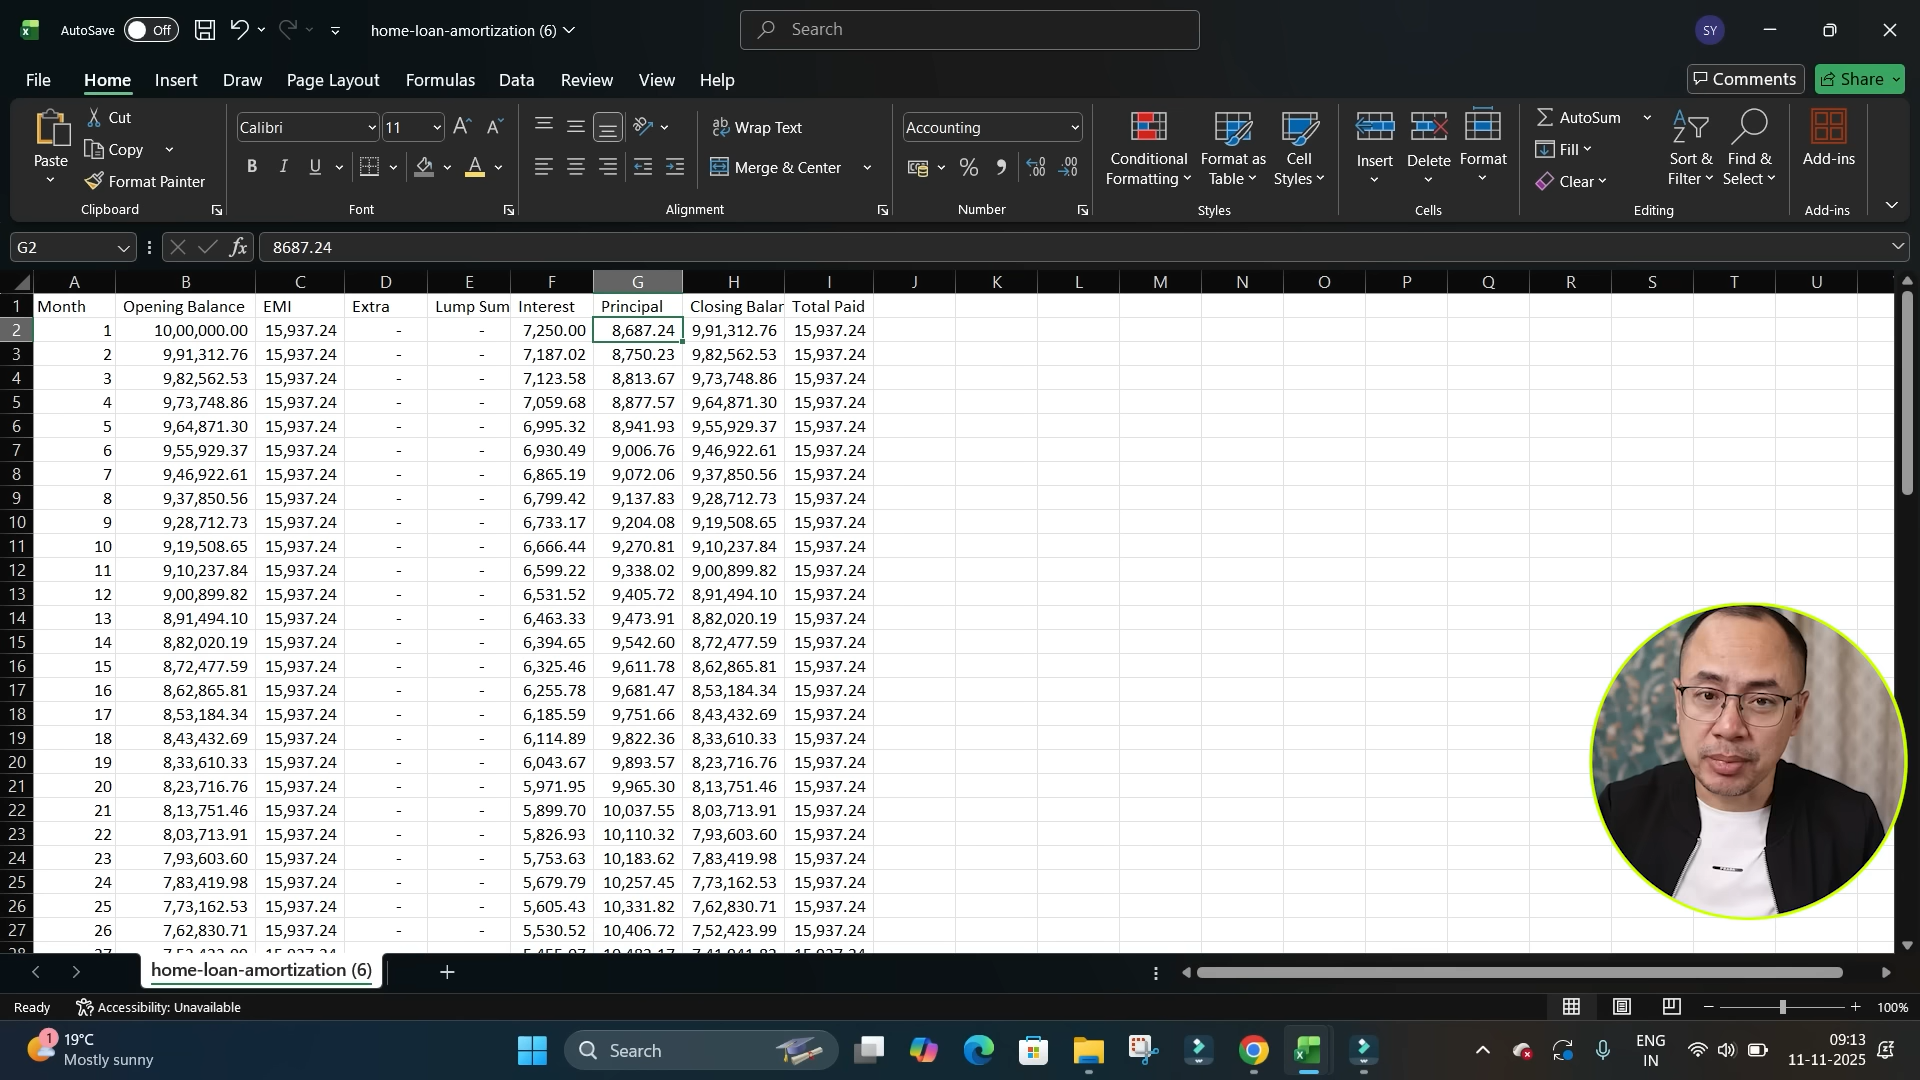 AutoSave Off home-loan-amortization (6) Search SY
File Home Insert Draw Page Layout Formulas Data Review View Help Comments Share
Paste Cut Copy Format Painter Clipboard
Calibri 11 B I U Font
Wrap Text Merge & Center Alignment
Accounting % Number
Conditional Formatting Format as Table Cell Styles Styles
Insert Delete Format Cells
AutoSum Fill Clear Sort & Filter Find & Select Editing
Add-ins Add-ins
G2 fx 8687.24
A B C D E F G H I J K L M N O P Q R S T U
1 Month Opening Balance EMI Extra Lump Sum Interest Principal Closing Balar Total Paid
2 1 10,00,000.00 15,937.24 - - 7,250.00 8,687.24 9,91,312.76 15,937.24
3 2 9,91,312.76 15,937.24 - - 7,187.02 8,750.23 9,82,562.53 15,937.24
4 3 9,82,562.53 15,937.24 - - 7,123.58 8,813.67 9,73,748.86 15,937.24
5 4 9,73,748.86 15,937.24 - - 7,059.68 8,877.57 9,64,871.30 15,937.24
6 5 9,64,871.30 15,937.24 - - 6,995.32 8,941.93 9,55,929.37 15,937.24
7 6 9,55,929.37 15,937.24 - - 6,930.49 9,006.76 9,46,922.61 15,937.24
8 7 9,46,922.61 15,937.24 - - 6,865.19 9,072.06 9,37,850.56 15,937.24
9 8 9,37,850.56 15,937.24 - - 6,799.42 9,137.83 9,28,712.73 15,937.24
10 9 9,28,712.73 15,937.24 - - 6,733.17 9,204.08 9,19,508.65 15,937.24
11 10 9,19,508.65 15,937.24 - - 6,666.44 9,270.81 9,10,237.84 15,937.24
12 11 9,10,237.84 15,937.24 - - 6,599.22 9,338.02 9,00,899.82 15,937.24
13 12 9,00,899.82 15,937.24 - - 6,531.52 9,405.72 8,91,494.10 15,937.24
14 13 8,91,494.10 15,937.24 - - 6,463.33 9,473.91 8,82,020.19 15,937.24
15 14 8,82,020.19 15,937.24 - - 6,394.65 9,542.60 8,72,477.59 15,937.24
16 15 8,72,477.59 15,937.24 - - 6,325.46 9,611.78 8,62,865.81 15,937.24
17 16 8,62,865.81 15,937.24 - - 6,255.78 9,681.47 8,53,184.34 15,937.24
18 17 8,53,184.34 15,937.24 - - 6,185.59 9,751.66 8,43,432.69 15,937.24
19 18 8,43,432.69 15,937.24 - - 6,114.89 9,822.36 8,33,610.33 15,937.24
20 19 8,33,610.33 15,937.24 - - 6,043.67 9,893.57 8,23,716.76 15,937.24
21 20 8,23,716.76 15,937.24 - - 5,971.95 9,965.30 8,13,751.46 15,937.24
22 21 8,13,751.46 15,937.24 - - 5,899.70 10,037.55 8,03,713.91 15,937.24
23 22 8,03,713.91 15,937.24 - - 5,826.93 10,110.32 7,93,603.60 15,937.24
24 23 7,93,603.60 15,937.24 - - 5,753.63 10,183.62 7,83,419.98 15,937.24
25 24 7,83,419.98 15,937.24 - - 5,679.79 10,257.45 7,73,162.53 15,937.24
26 25 7,73,162.53 15,937.24 - - 5,605.43 10,331.82 7,62,830.71 15,937.24
27 26 7,62,830.71 15,937.24 - - 5,530.52 10,406.72 7,52,423.99 15,937.24
home-loan-amortization (6)
Ready Accessibility: Unavailable 100%
1 19°C Mostly sunny Search ENG IN 09:13 11-11-2025